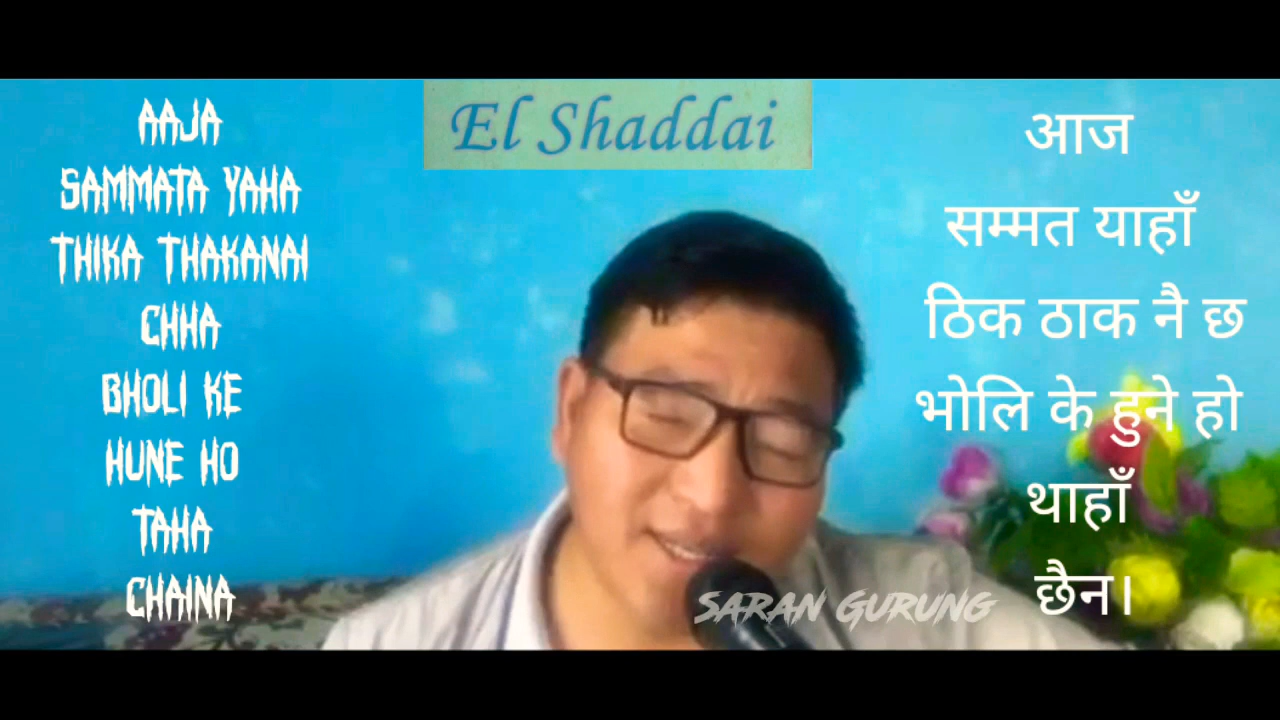 El Shaddai
AAJA
SAMMATA YAHA
THIKA THAKANAI
CHHA
BHOLI KE
HUNE HO
TAHA
CHAINA
आज
सम्मत याहाँ
ठिक ठाक नै छ
भोलि के हुने हो
थाहाँ
छैन।
SARAN GURUNG